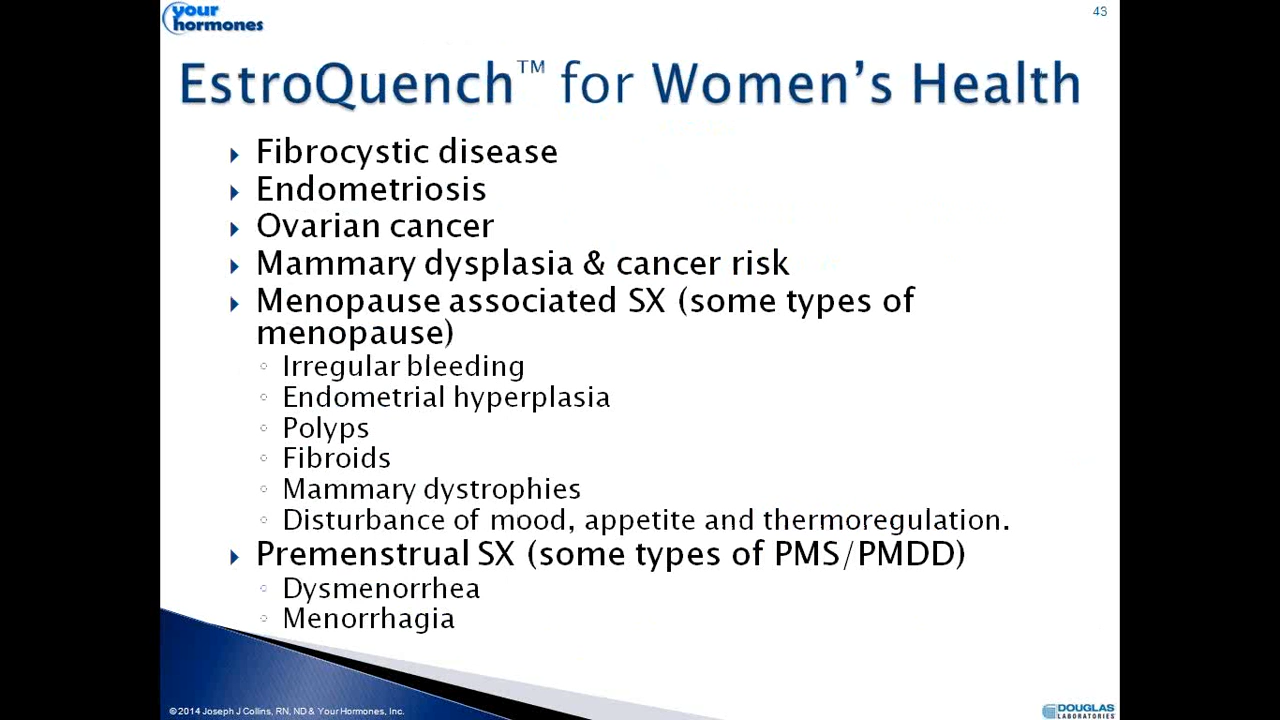 your
hormones
43
EstroQuench™ for Women's Health
Fibrocystic disease
Endometriosis
Ovarian cancer
Mammary dysplasia & cancer risk
Menopause associated SX (some types of
menopause)
Irregular bleeding
Endometrial hyperplasia
Polyps
Fibroids
Mammary dystrophies
Disturbance of mood, appetite and thermoregulation.
Premenstrual SX (some types of PMS/PMDD)
Dysmenorrhea
Menorrhagia
© 2014 Joseph J Collins, RN, ND & Your Hormones, Inc.
DOUGLAS
LABORATORIES